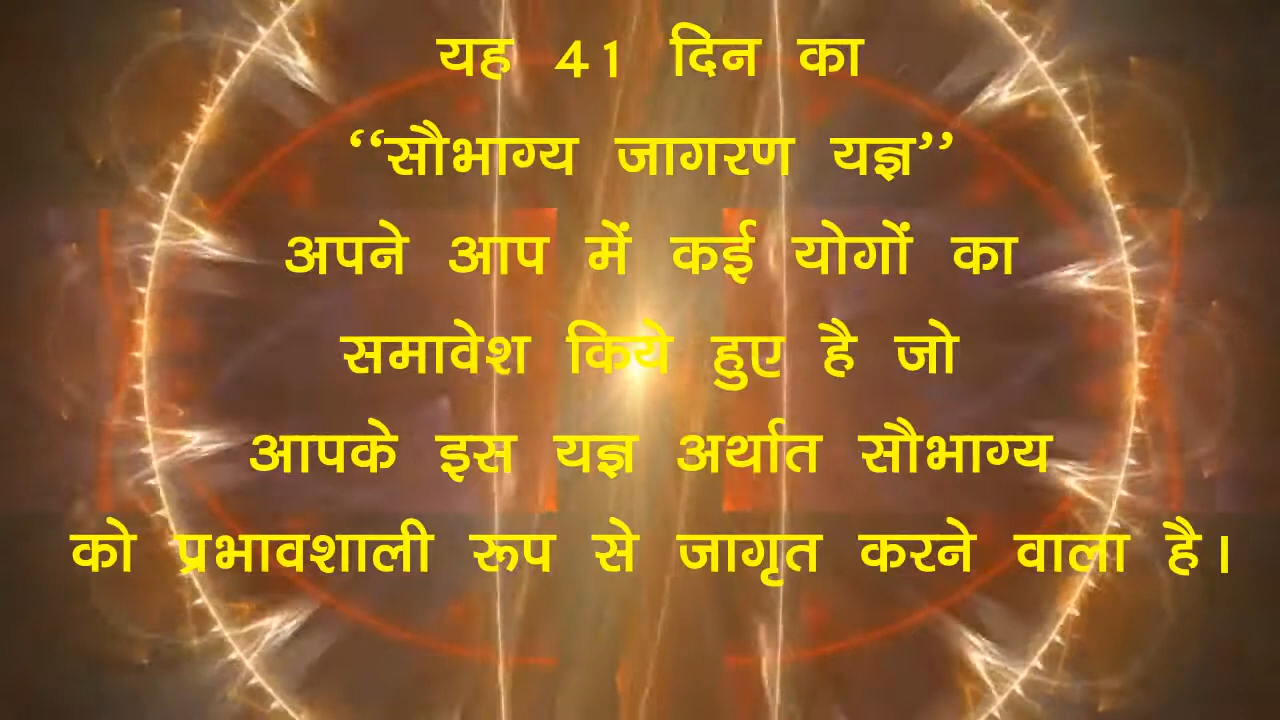 यह 41 दिन का
‘‘सौभाग्य जागरण यज्ञ’’
अपने आप में कई योगों का
समावेश किये हुए है जो
आपके इस यज्ञ अर्थात सौभाग्य
को प्रभावशाली रूप से जागृत करने वाला है।